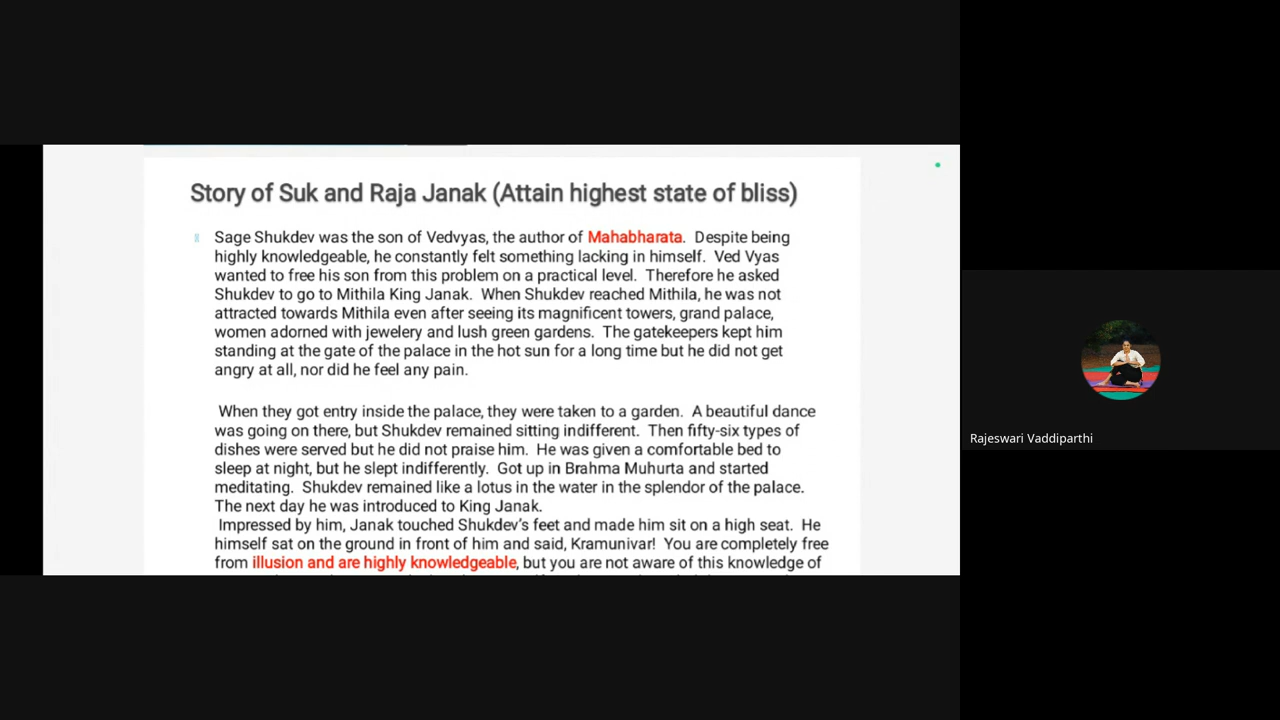 Story of Suk and Raja Janak (Attain highest state of bliss)
Sage Shukdev was the son of Vedvyas, the author of Mahabharata. Despite being
highly knowledgeable, he constantly felt something lacking in himself. Ved Vyas
wanted to free his son from this problem on a practical level. Therefore he asked
Shukdev to go to Mithila King Janak. When Shukdev reached Mithila, he was not
attracted towards Mithila even after seeing its magnificent towers, grand palace,
women adorned with jewelery and lush green gardens. The gatekeepers kept him
standing at the gate of the palace in the hot sun for a long time but he did not get
angry at all, nor did he feel any pain.
When they got entry inside the palace, they were taken to a garden. A beautiful dance
was going on there, but Shukdev remained sitting indifferent. Then fifty-six types of
dishes were served but he did not praise him. He was given a comfortable bed to
sleep at night, but he slept indifferently. Got up in Brahma Muhurta and started
meditating. Shukdev remained like a lotus in the water in the splendor of the palace.
The next day he was introduced to King Janak.
Impressed by him, Janak touched Shukdev's feet and made him sit on a high seat. He
himself sat on the ground in front of him and said, Kramunivar! You are completely free
from illusion and are highly knowledgeable, but you are not aware of this knowledge of
Rajeswari Vaddiparthi